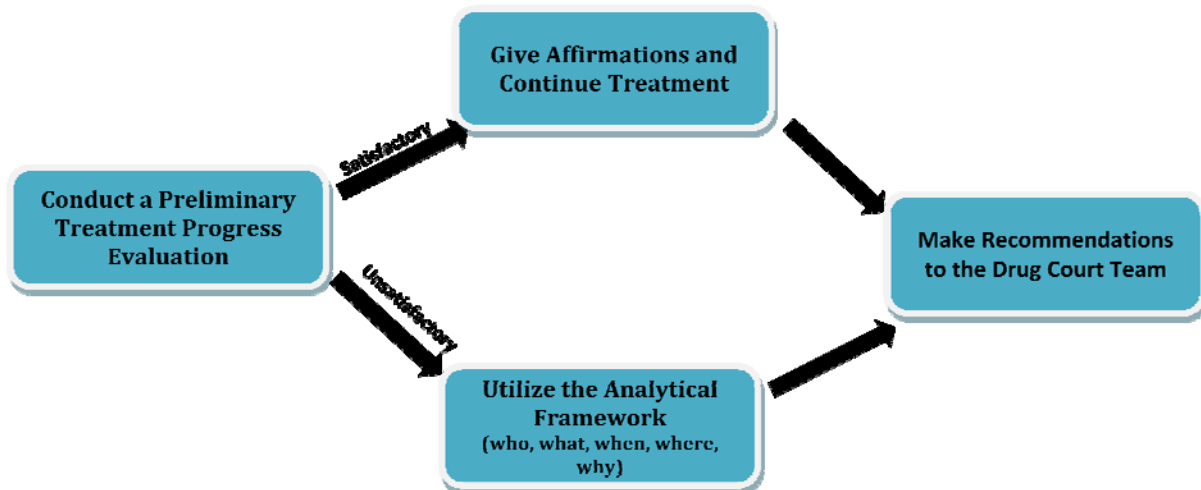 Give Affirmations and
Continue Treatment
Satisfactory
Conduct a Preliminary
Treatment Progress
Evaluation
Make Recommendations
to the Drug Court Team
Unsatisfactory
Utilize the Analytical
Framework
(who, what, when, where,
why)